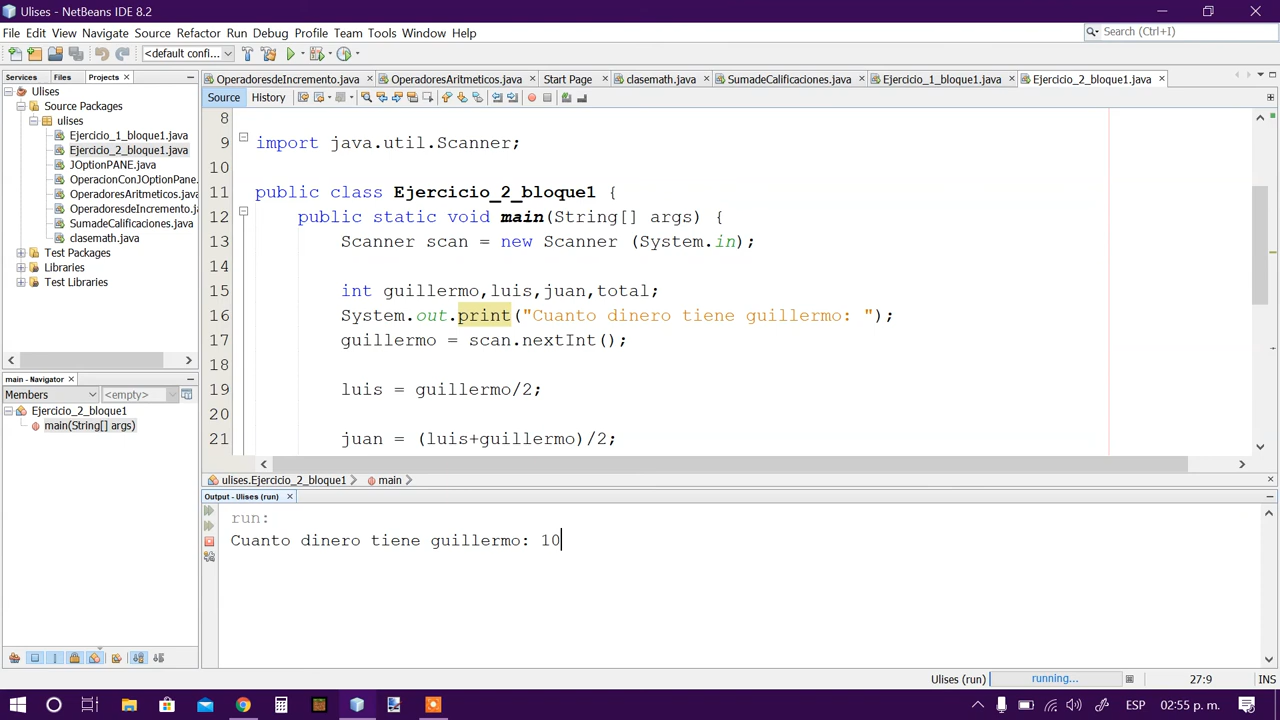 Ulises - NetBeans IDE 8.2
File Edit View Navigate Source Refactor Run Debug Profile Team Tools Window Help
Search (Ctrl+I)
<default confi...
Services Files Projects
OperadoresdeIncremento.java OperadoresAritmeticos.java Start Page clasemath.java SumadeCalificaciones.java Ejercicio_1_bloque1.java Ejercicio_2_bloque1.java
Source History
Ulises
Source Packages
ulises
Ejercicio_1_bloque1.java
Ejercicio_2_bloque1.java
JOptionPANE.java
OperacionConJOptionPane.
OperadoresAritmeticos.java
OperadoresdeIncremento.j
SumadeCalificaciones.java
clasemath.java
Test Packages
Libraries
Test Libraries
8
9 import java.util.Scanner;
10
11 public class Ejercicio_2_bloque1 {
12 public static void main(String[] args) {
13 Scanner scan = new Scanner (System.in);
14
15 int guillermo,luis,juan,total;
16 System.out.print("Cuanto dinero tiene guillermo: ");
17 guillermo = scan.nextInt();
18
19 luis = guillermo/2;
20
21 juan = (luis+guillermo)/2;
main - Navigator
Members <empty>
Ejercicio_2_bloque1
main(String[] args)
ulises.Ejercicio_2_bloque1 main
Output - Ulises (run)
run:
Cuanto dinero tiene guillermo: 10
Ulises (run) running... 27:9 INS
ESP 02:55 p. m.